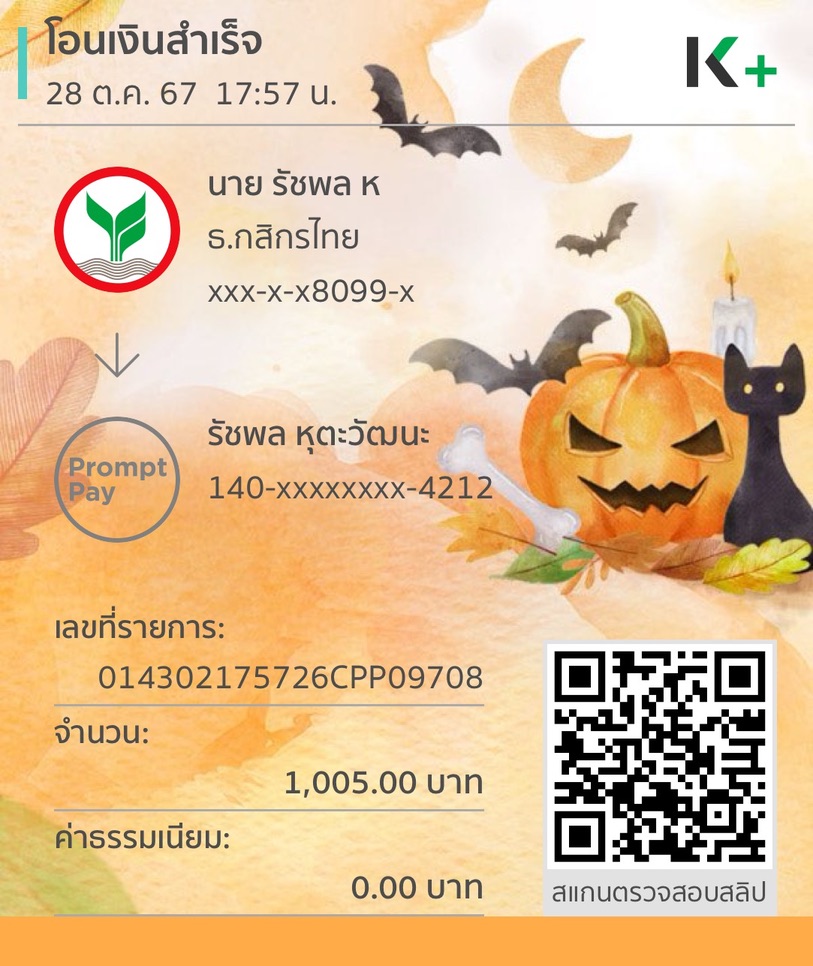 โอนเงินสำเร็จ
28 ต.ค. 67 17:57 น.
K+
นาย รัชพล ห
ธ.กสิกรไทย
xxx-x-x8099-x
รัชพล หุตะวัฒนะ
Prompt
Pay
140-xxxxxxxx-4212
เลขที่รายการ:
014302175726CPP09708
จำนวน:
1,005.00 บาท
ค่าธรรมเนียม:
0.00 บาท
สแกนตรวจสอบสลิป